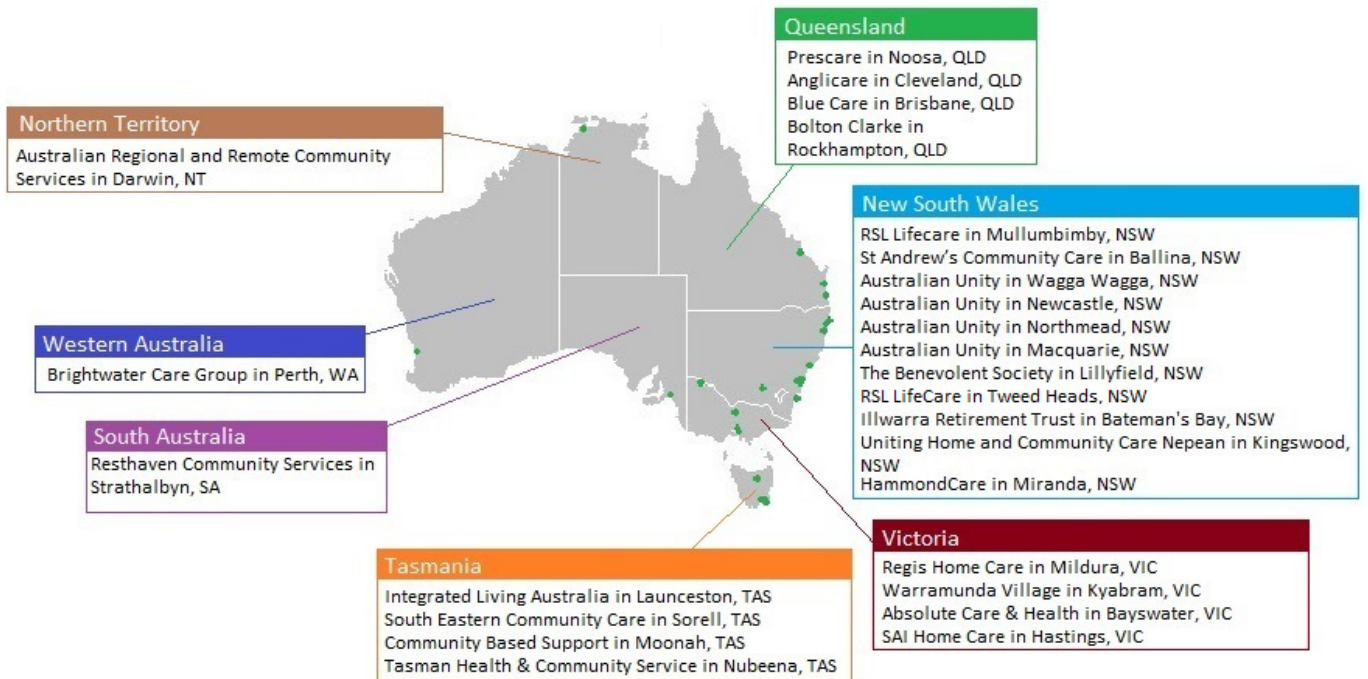 Queensland
Prescare in Noosa, QLD
Anglicare in Cleveland, QLD
Blue Care in Brisbane, QLD
Bolton Clarke in
Rockhampton, QLD
Northern Territory
Australian Regional and Remote Community
Services in Darwin, NT
New South Wales
RSL Lifecare in Mullumbimby, NSW
St Andrew's Community Care in Ballina, NSW
Australian Unity in Wagga Wagga, NSW
Australian Unity in Newcastle, NSW
Australian Unity in Northmead, NSW
Australian Unity in Macquarie, NSW
The Benevolent Society in Lillyfield, NSW
RSL LifeCare in Tweed Heads, NSW
Illwarra Retirement Trust in Bateman's Bay, NSW
Uniting Home and Community Care Nepean in Kingswood,
NSW
HammondCare in Miranda, NSW
Western Australia
Brightwater Care Group in Perth, WA
South Australia
Resthaven Community Services in
Strathalbyn, SA
Victoria
Regis Home Care in Mildura, VIC
Warramunda Village in Kyabram, VIC
Absolute Care & Health in Bayswater, VIC
SAI Home Care in Hastings, VIC
Tasmania
Integrated Living Australia in Launceston, TAS
South Eastern Community Care in Sorell, TAS
Community Based Support in Moonah, TAS
Tasman Health & Community Service in Nubeena, TAS